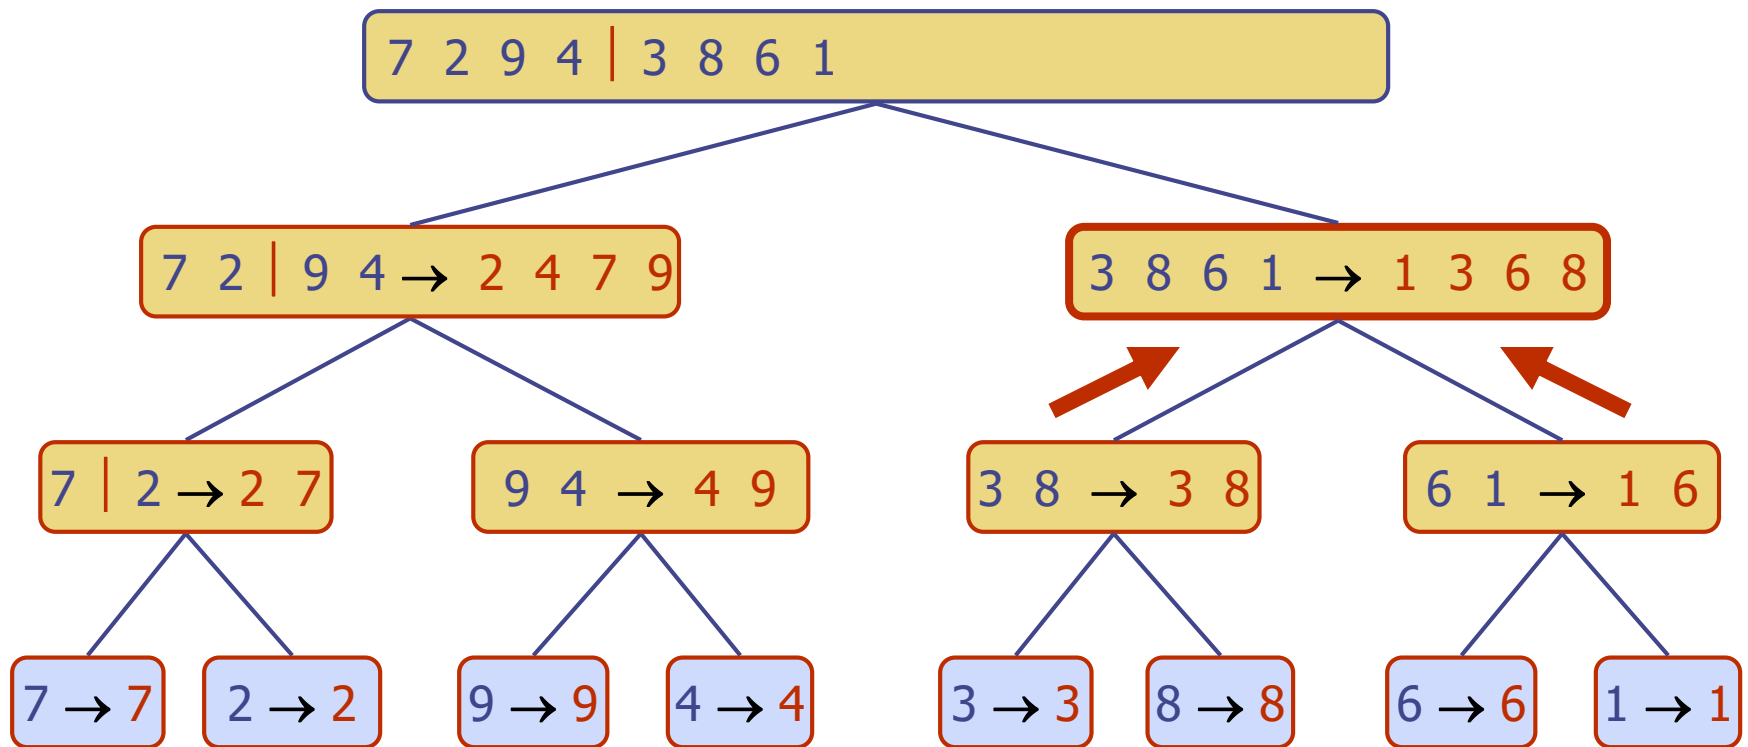 7 2 9 4 | 3 8 6 1
7 2 | 9 4 → 2 4 7 9
3 8 6 1 → 1 3 6 8
7 | 2 → 2 7
9 4 → 4 9
3 8 → 3 8
6 1 → 1 6
7 → 7
2 → 2
9 → 9
4 → 4
3 → 3
8 → 8
6 → 6
1 → 1